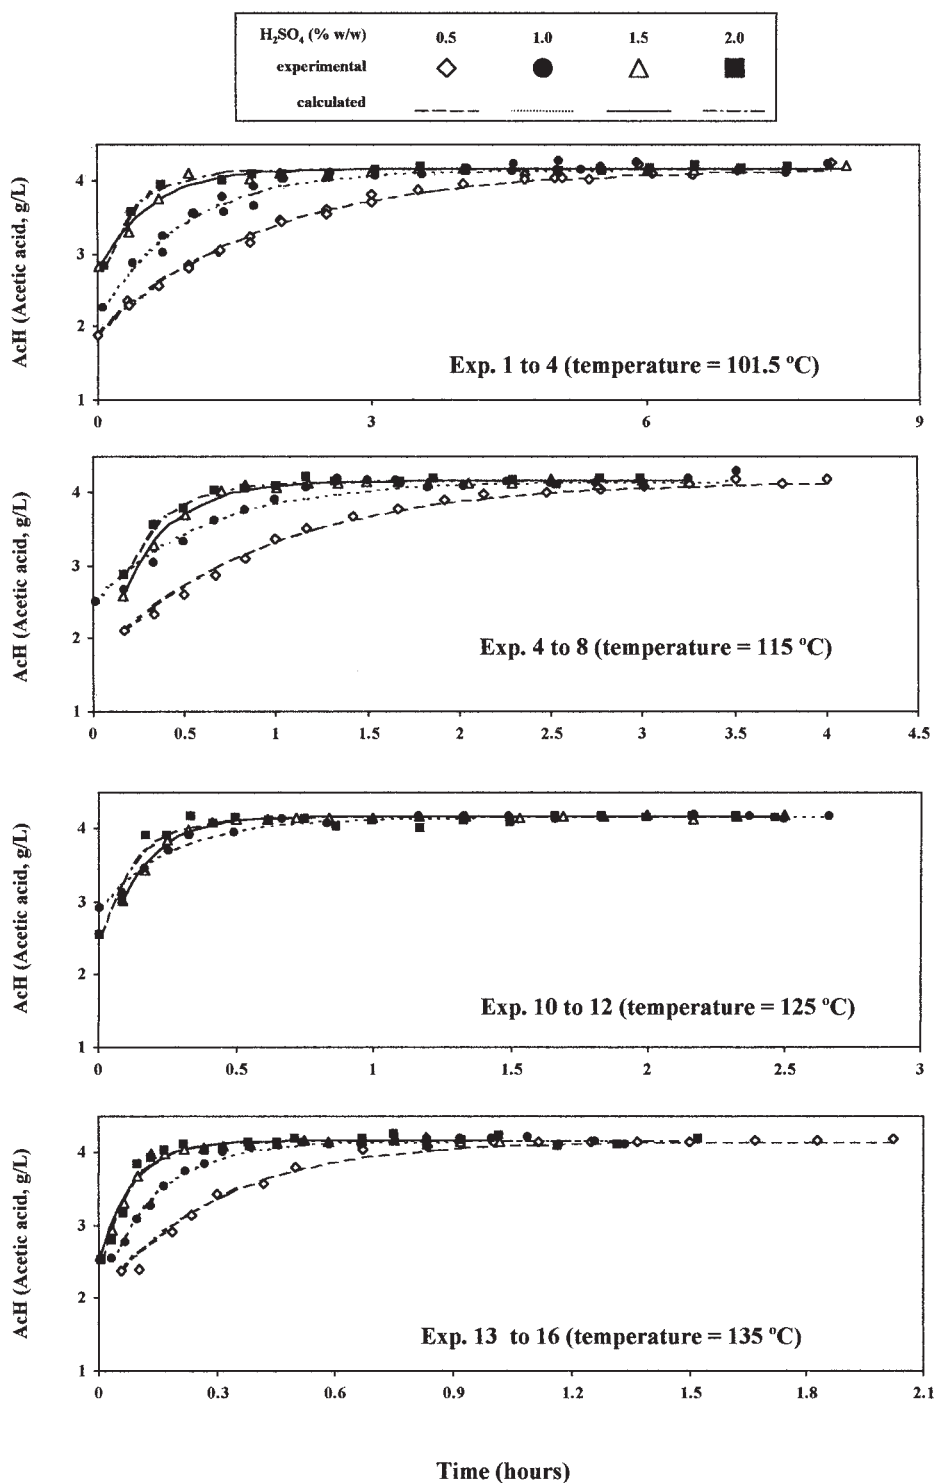 H₂SO₄ (% w/w) 0.5 1.0 1.5 2.0
experimental
calculated
AcH (Acetic acid, g/L)
4
3
2
1
Exp. 1 to 4 (temperature = 101.5 ºC)
0 3 6 9
AcH (Acetic acid, g/L)
4
3
2
1
Exp. 4 to 8 (temperature = 115 ºC)
0 0.5 1 1.5 2 2.5 3 3.5 4 4.5
AcH (Acetic acid, g/L)
4
3
2
1
Exp. 10 to 12 (temperature = 125 ºC)
0 0.5 1 1.5 2 2.5 3
AcH (Acetic acid, g/L)
4
3
2
1
Exp. 13 to 16 (temperature = 135 ºC)
0 0.3 0.6 0.9 1.2 1.5 1.8 2.1
Time (hours)